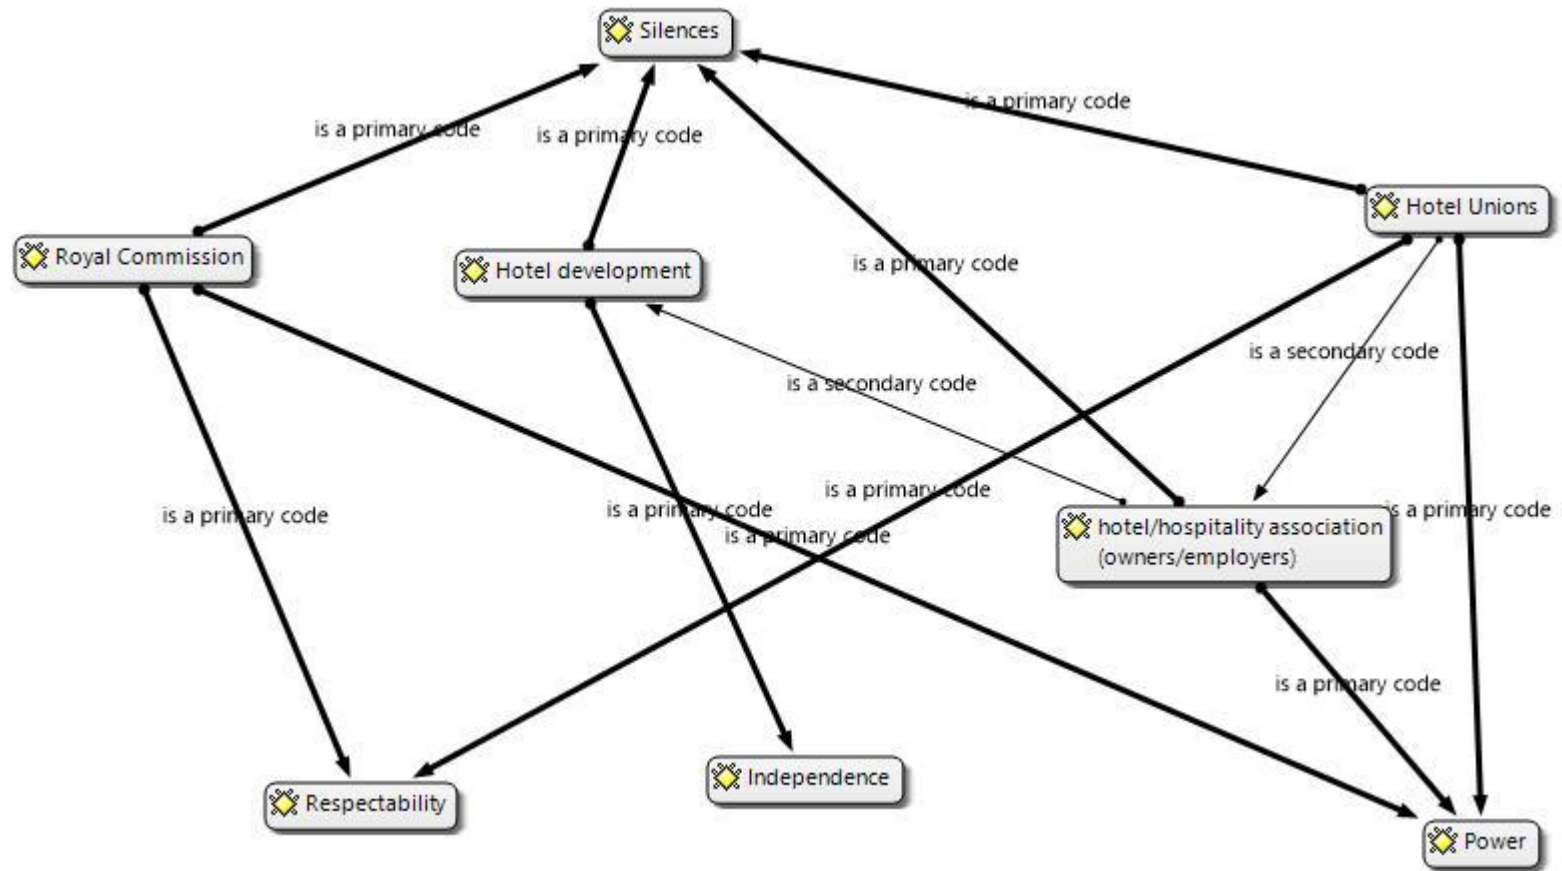 Silences
is a primary code
is a primary code
is a primary code
Hotel Unions
Royal Commission
Hotel development
is a primary code
is a secondary code
is a secondary code
is a primary code
is a primary code
is a primary code
is a primary code
is a primary code
hotel/hospitality association
(owners/employers)
is a primary code
Independence
Respectability
Power